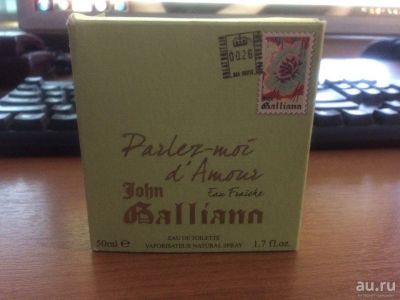 0026
Galliano
Parlez-moi
d'Amour
Eau Fraîche
John
Galliano
EAU DE TOILETTE
50ml e VAPORISATEUR NATURAL SPRAY 1.7 fl.oz.
au.ru